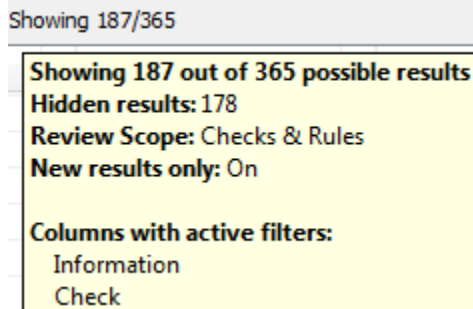 Showing 187/365
Showing 187 out of 365 possible results
Hidden results: 178
Review Scope: Checks & Rules
New results only: On
Columns with active filters:
Information
Check